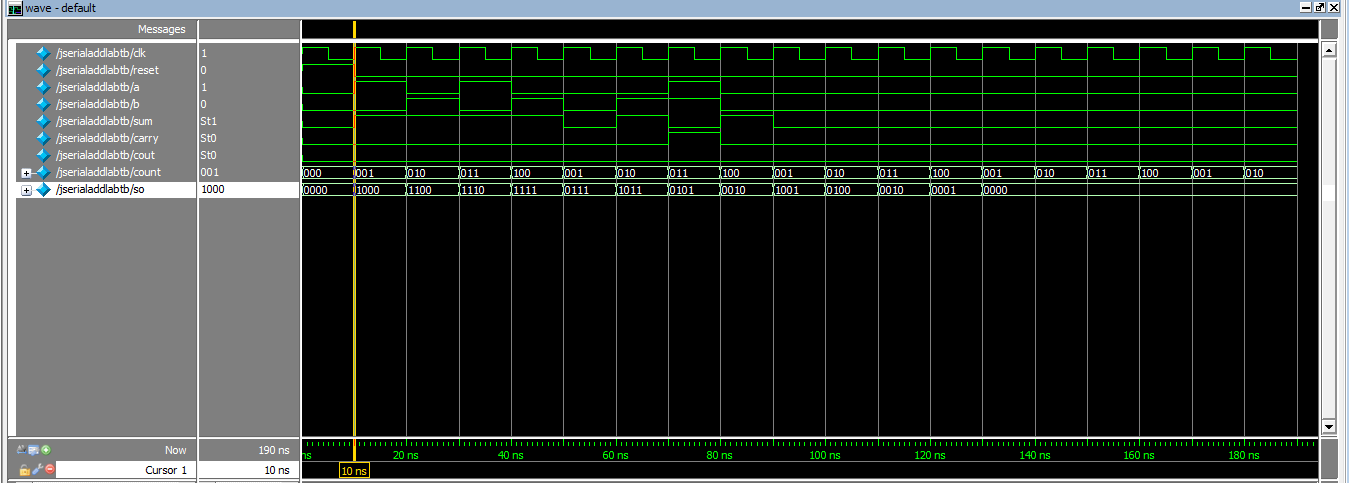 wave - default
Messages
/jserialaddlabtb/clk 1
/jserialaddlabtb/reset 0
/jserialaddlabtb/a 1
/jserialaddlabtb/b 0
/jserialaddlabtb/sum St1
/jserialaddlabtb/carry St0
/jserialaddlabtb/cout St0
/jserialaddlabtb/count 001 000 001 010 011 100 001 010 011 100 001 010 011 100 001 010 011 100 001 010
/jserialaddlabtb/so 1000 0000 1000 1100 1110 1111 0111 1011 0101 0010 1001 0100 0010 0001 0000
Now 190 ns ns 20 ns 40 ns 60 ns 80 ns 100 ns 120 ns 140 ns 160 ns 180 ns
Cursor 1 10 ns 10 ns